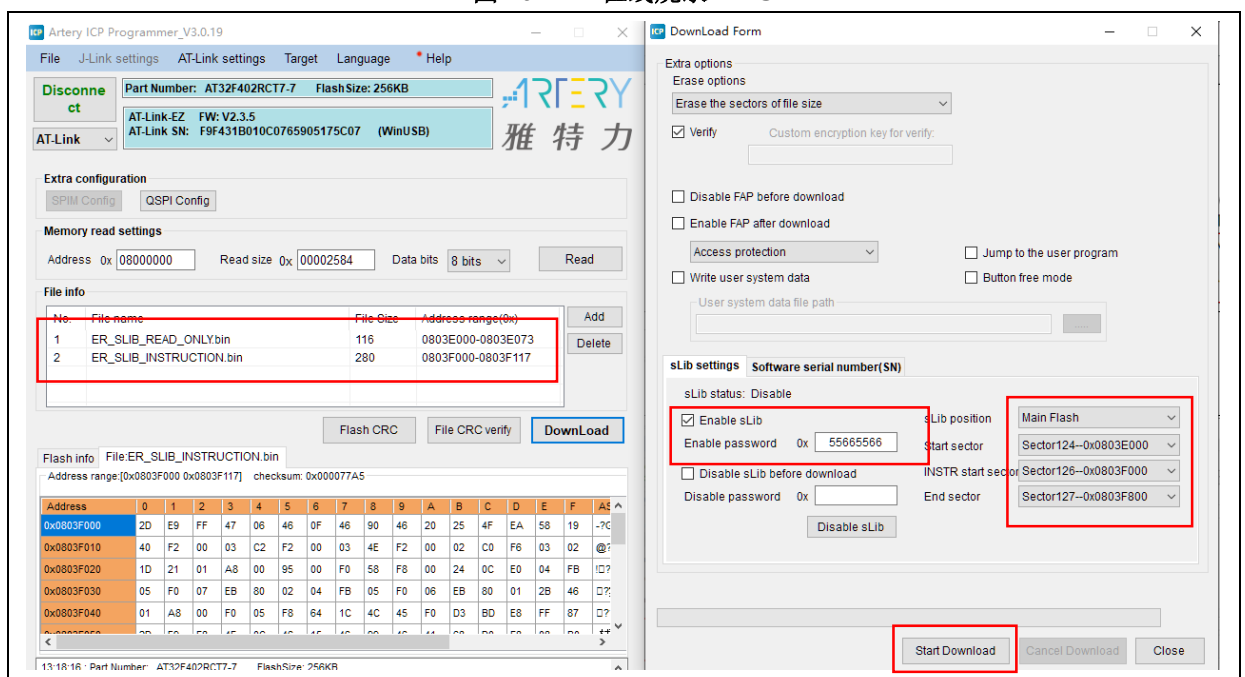 Artery ICP Programmer_V3.0.19
File J-Link settings AT-Link settings Target Language * Help
Disconne
ct
Part Number: AT32F402RCT7-7 FlashSize: 256KB
AT-Link-EZ FW: V2.3.5
AT-Link SN: F9F431B010C0765905175C07 (WinUSB)
AT-Link
ARTERY
雅特力
Extra configuration
SPIM Config QSPI Config
Memory read settings
Address 0x 08000000 Read size 0x 00002584 Data bits 8 bits Read
File info
No. File name File Size Address range(0x)
1 ER_SLIB_READ_ONLY.bin 116 0803E000-0803E073
2 ER_SLIB_INSTRUCTION.bin 280 0803F000-0803F117
Add
Delete
Flash CRC File CRC verify DownLoad
Flash info File:ER_SLIB_INSTRUCTION.bin
Address range:[0x0803F000 0x0803F117] checksum: 0x000077A5
Address 0 1 2 3 4 5 6 7 8 9 A B C D E F
0x0803F000 2D E9 FF 47 06 46 0F 46 90 46 20 25 4F EA 58 19
0x0803F010 40 F2 00 03 C2 F2 00 03 4E F2 00 02 C0 F6 03 02
0x0803F020 1D 21 01 A8 00 95 00 F0 58 F8 00 24 0C E0 04 FB
0x0803F030 05 F0 07 EB 80 02 04 FB 05 F0 06 EB 80 01 2B 46
0x0803F040 01 A8 00 F0 05 F8 64 1C 4C 45 F0 D3 BD E8 FF 87
13:18:16 : Part Number: AT32F402RCT7-7 FlashSize: 256KB
DownLoad Form
Extra options
Erase options
Erase the sectors of file size
Verify Custom encryption key for verify:
Disable FAP before download
Enable FAP after download
Access protection Jump to the user program
Write user system data Button free mode
User system data file path
....
sLib settings Software serial number(SN)
sLib status: Disable
Enable sLib sLib position Main Flash
Enable password 0x 55665566 Start sector Sector124--0x0803E000
Disable sLib before download INSTR start sector Sector126--0x0803F000
Disable password 0x End sector Sector127--0x0803F800
Disable sLib
Start Download Cancel Download Close